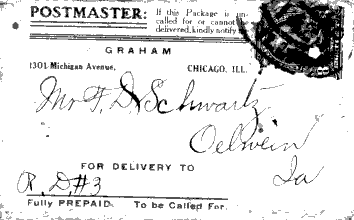 POSTMASTER: If this Package is un-
called for or cannot be
delivered, kindly notify
GRAHAM
1301 Michigan Avenue, CHICAGO, ILL.
Mr F. D. Schwartz
Oelwein
FOR DELIVERY TO
R. D. #3 Ia
Fully PREPAID. To be Called For.